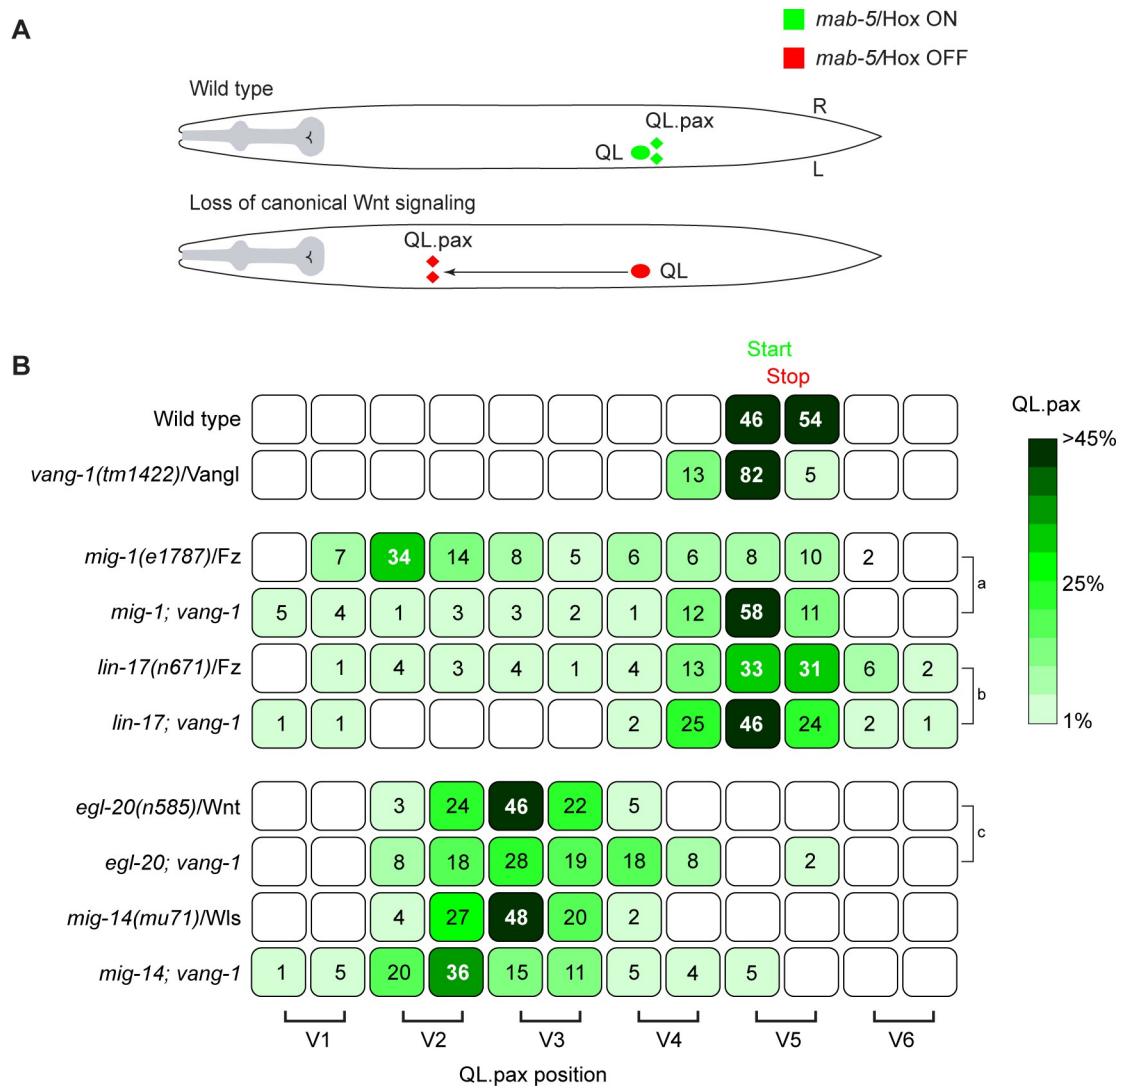 A
mab-5/Hox ON
mab-5/Hox OFF
Wild type
R
QL.pax
QL
L
Loss of canonical Wnt signaling
QL.pax
QL
B
Start
Stop
QL.pax
Wild type 46 54
vang-1(tm1422)/Vangl 13 82 5
mig-1(e1787)/Fz 7 34 14 8 5 6 6 8 10 2
mig-1; vang-1 5 4 1 3 3 2 1 12 58 11
a
lin-17(n671)/Fz 1 4 3 4 1 4 13 33 31 6 2
lin-17; vang-1 1 1 2 25 46 24 2 1
b
egl-20(n585)/Wnt 3 24 46 22 5
egl-20; vang-1 8 18 28 19 18 8 2
c
mig-14(mu71)/Wls 4 27 48 20 2
mig-14; vang-1 1 5 20 36 15 11 5 4 5
>45%
25%
1%
V1 V2 V3 V4 V5 V6
QL.pax position